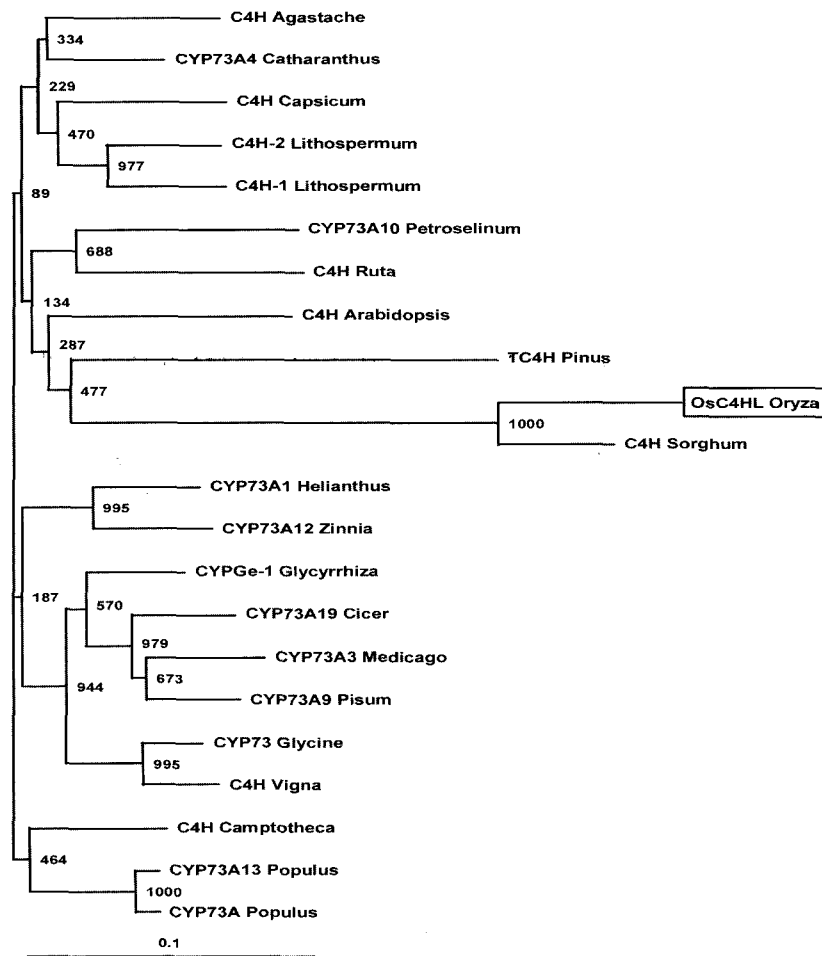 C4H Agastache
334
CYP73A4 Catharanthus
229
C4H Capsicum
470
C4H-2 Lithospermum
977
C4H-1 Lithospermum
89
CYP73A10 Petroselinum
688
C4H Ruta
134
C4H Arabidopsis
287
TC4H Pinus
477
OsC4HL Oryza
1000
C4H Sorghum
CYP73A1 Helianthus
995
CYP73A12 Zinnia
CYPGe-1 Glycyrrhiza
187
570
CYP73A19 Cicer
979
CYP73A3 Medicago
673
944
CYP73A9 Pisum
CYP73 Glycine
995
C4H Vigna
C4H Camptotheca
464
CYP73A13 Populus
1000
CYP73A Populus
0.1